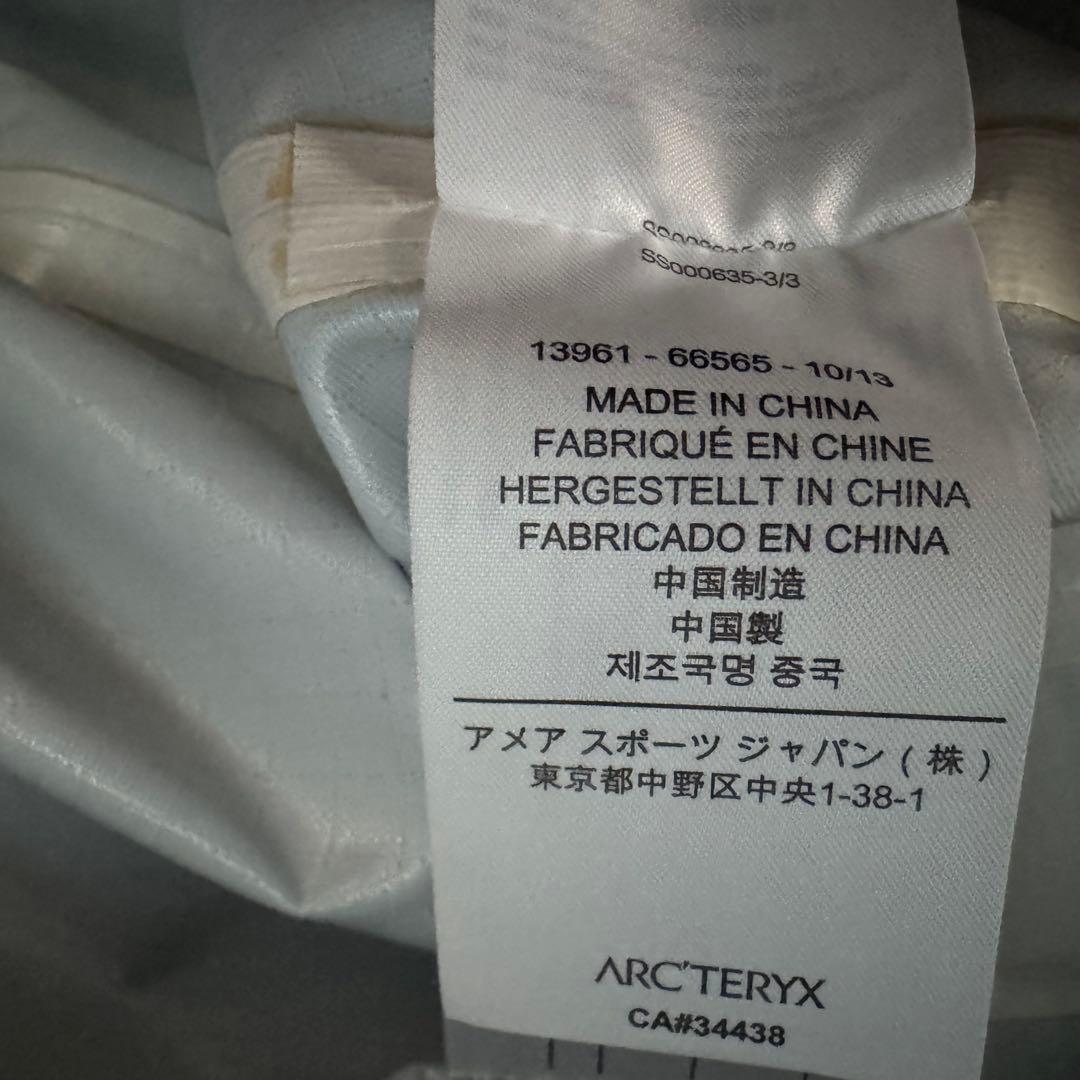 SS000635-3/3
13961 - 66565 - 10/13
MADE IN CHINA
FABRIQUÉ EN CHINE
HERGESTELLT IN CHINA
FABRICADO EN CHINA
中国制造
中国製
제조국명 중국
アメア スポーツ ジャパン ( 株 )
東京都中野区中央1-38-1
ARC'TERYX
CA#34438